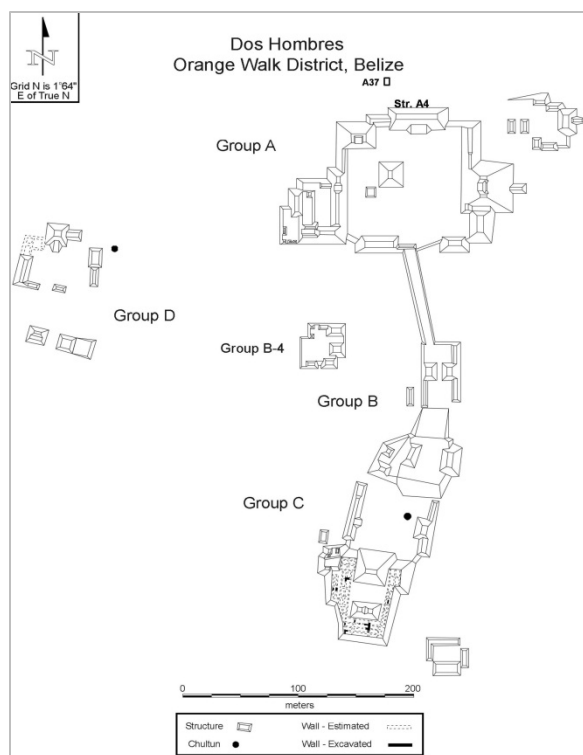 N
Grid N is 1°64"
E of True N
Dos Hombres
Orange Walk District, Belize
A37
Str. A4
Group A
Group D
Group B-4
Group B
Group C
0 100 200
meters
Structure
Wall - Estimated
Chultun
Wall - Excavated